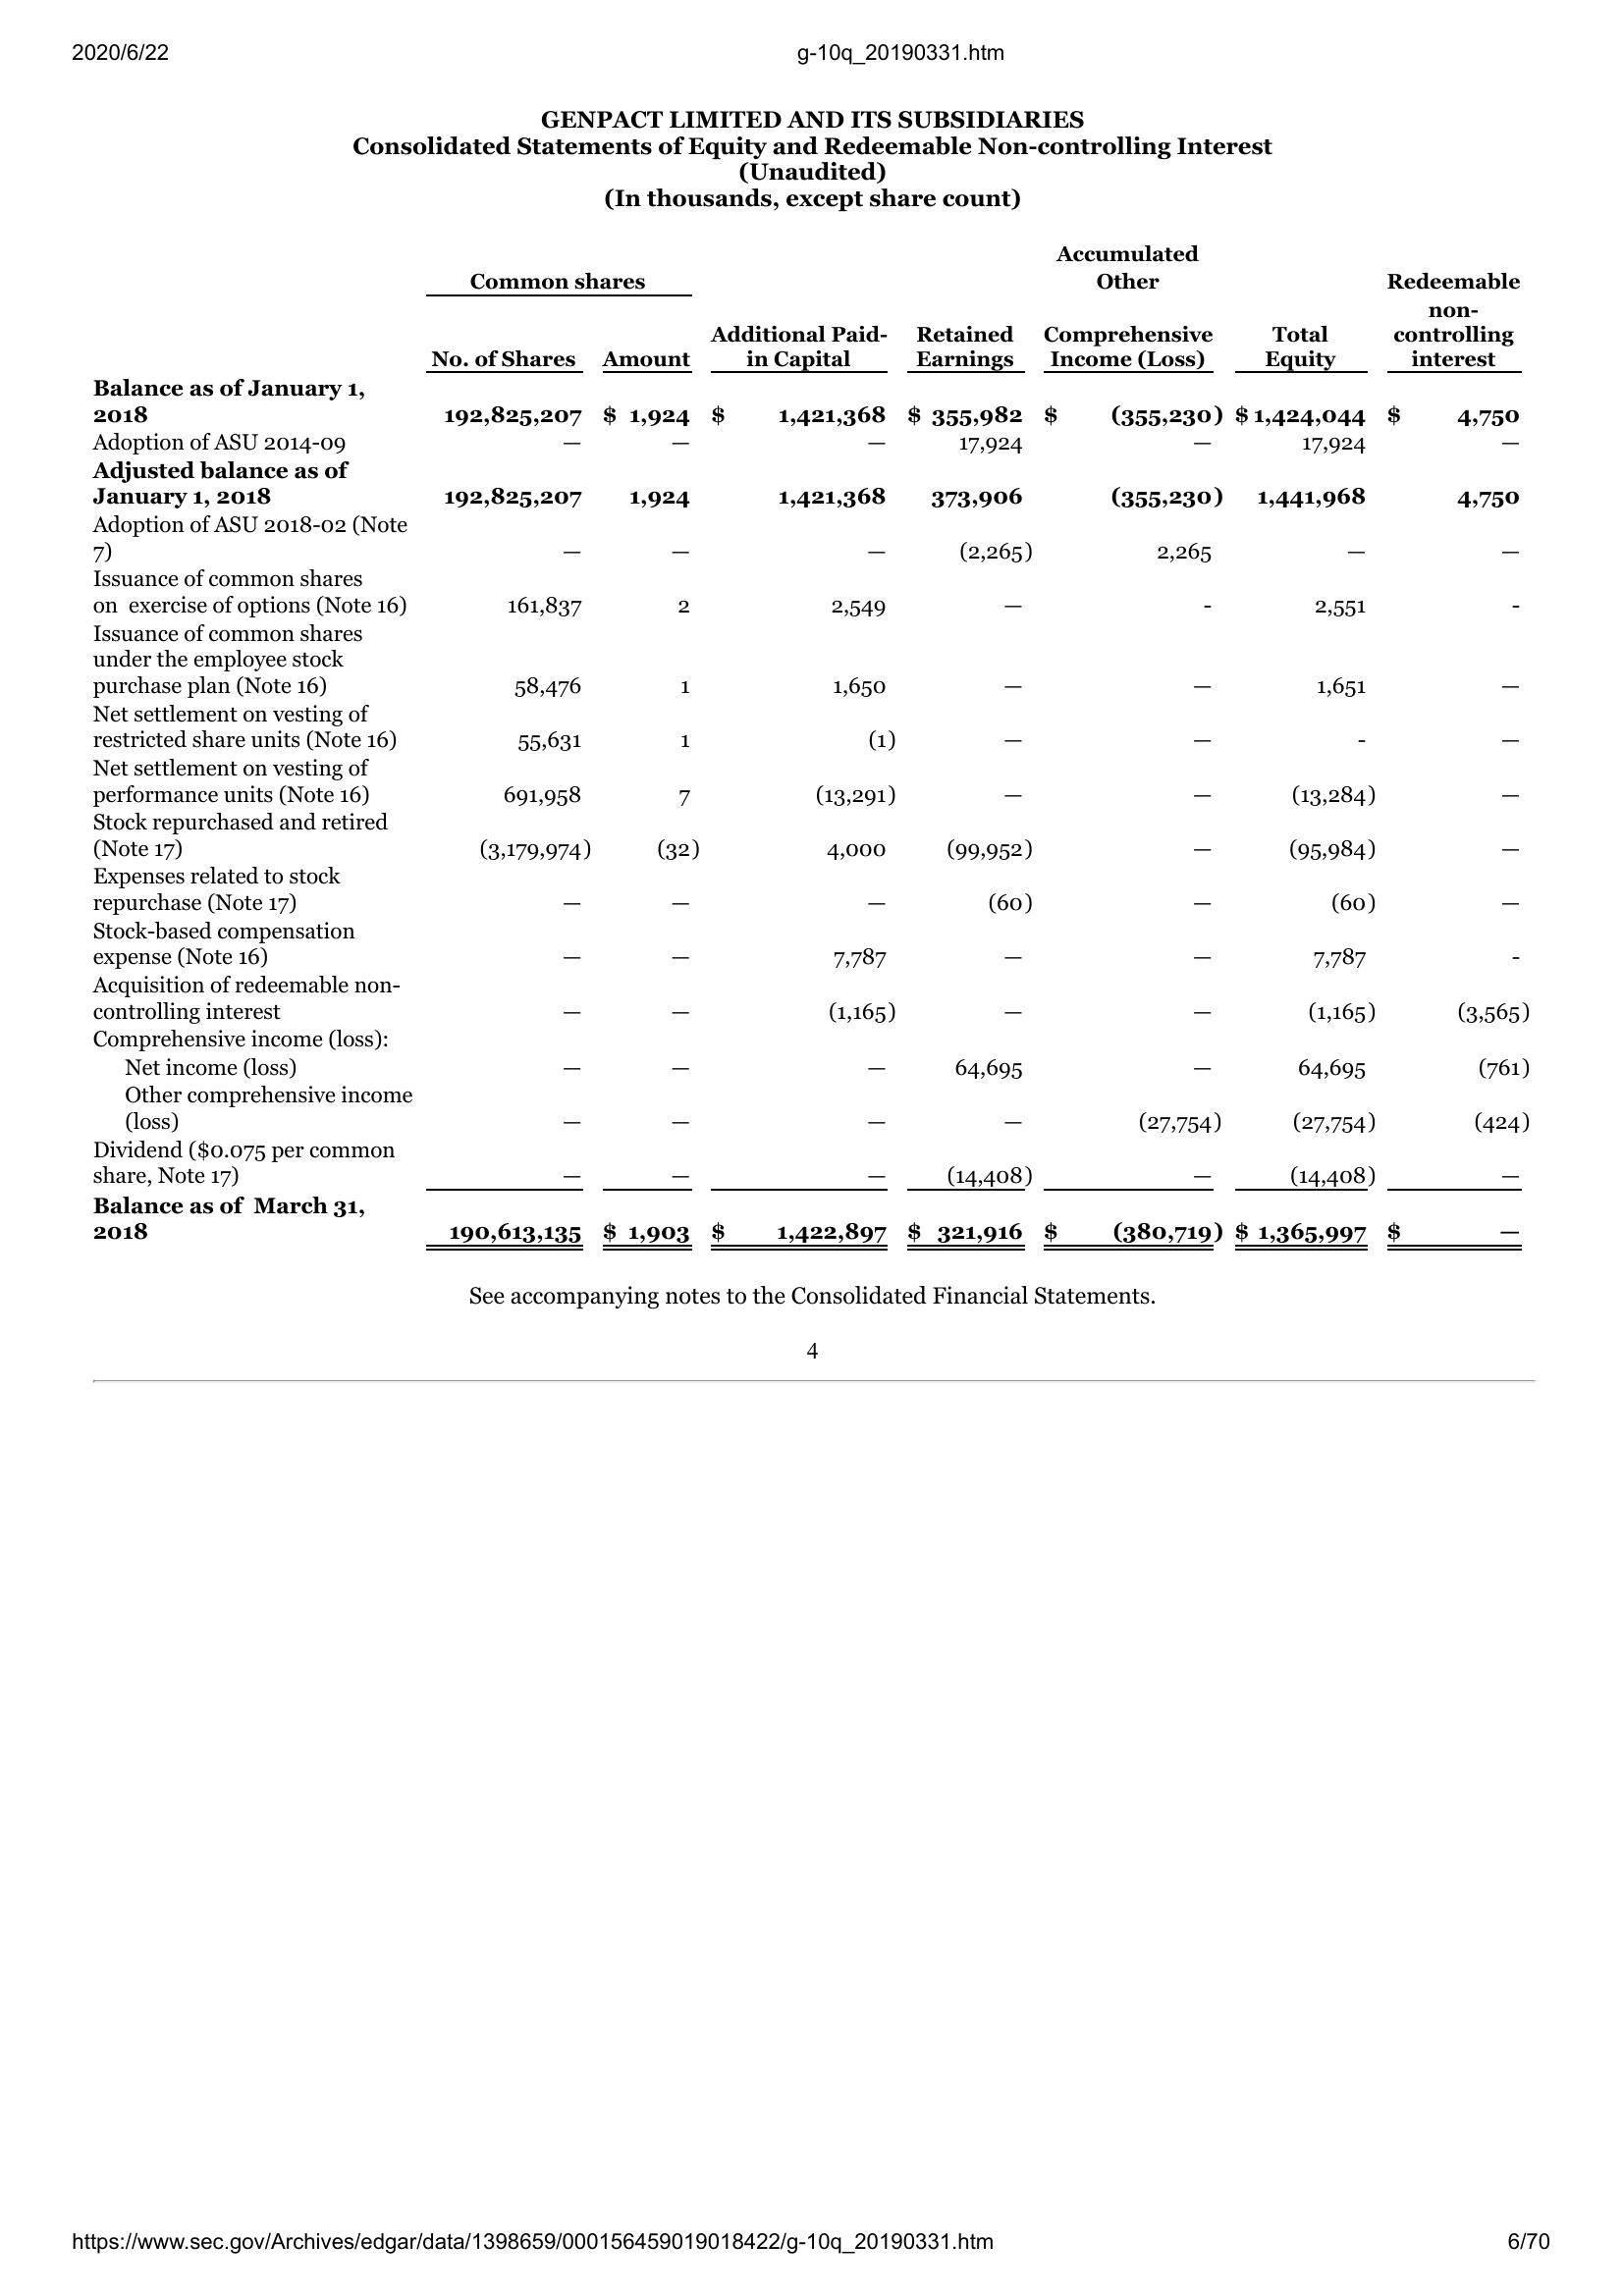 2020/6/22 g-10q_20190331.htm
GENPACT LIMITED AND ITS SUBSIDIARIES
Consolidated Statements of Equity and Redeemable Non-controlling Interest
(Unaudited)
(In thousands, except share count)
Accumulated
Common shares Other Redeemable
non-
Additional Paid- Retained Comprehensive Total controlling
No. of Shares Amount in Capital Earnings Income (Loss) Equity interest
Balance as of January 1,
2018 192,825,207 $ 1,924 $ 1,421,368 $ 355,982 $ (355,230) $ 1,424,044 $ 4,750
Adoption of ASU 2014-09 — — — 17,924 — 17,924 —
Adjusted balance as of
January 1, 2018 192,825,207 1,924 1,421,368 373,906 (355,230) 1,441,968 4,750
Adoption of ASU 2018-02 (Note
7) — — — (2,265) 2,265 — —
Issuance of common shares
on exercise of options (Note 16) 161,837 2 2,549 — - 2,551 -
Issuance of common shares
under the employee stock
purchase plan (Note 16) 58,476 1 1,650 — — 1,651 —
Net settlement on vesting of
restricted share units (Note 16) 55,631 1 (1) — — - —
Net settlement on vesting of
performance units (Note 16) 691,958 7 (13,291) — — (13,284) —
Stock repurchased and retired
(Note 17) (3,179,974) (32) 4,000 (99,952) — (95,984) —
Expenses related to stock
repurchase (Note 17) — — — (60) — (60) —
Stock-based compensation
expense (Note 16) — — 7,787 — — 7,787 -
Acquisition of redeemable non-
controlling interest — — (1,165) — — (1,165) (3,565)
Comprehensive income (loss):
Net income (loss) — — — 64,695 — 64,695 (761)
Other comprehensive income
(loss) — — — — (27,754) (27,754) (424)
Dividend ($0.075 per common
share, Note 17) — — — (14,408) — (14,408) —
Balance as of March 31,
2018 190,613,135 $ 1,903 $ 1,422,897 $ 321,916 $ (380,719) $ 1,365,997 $ —
See accompanying notes to the Consolidated Financial Statements.
4
https://www.sec.gov/Archives/edgar/data/1398659/000156459019018422/g-10q_20190331.htm 6/70